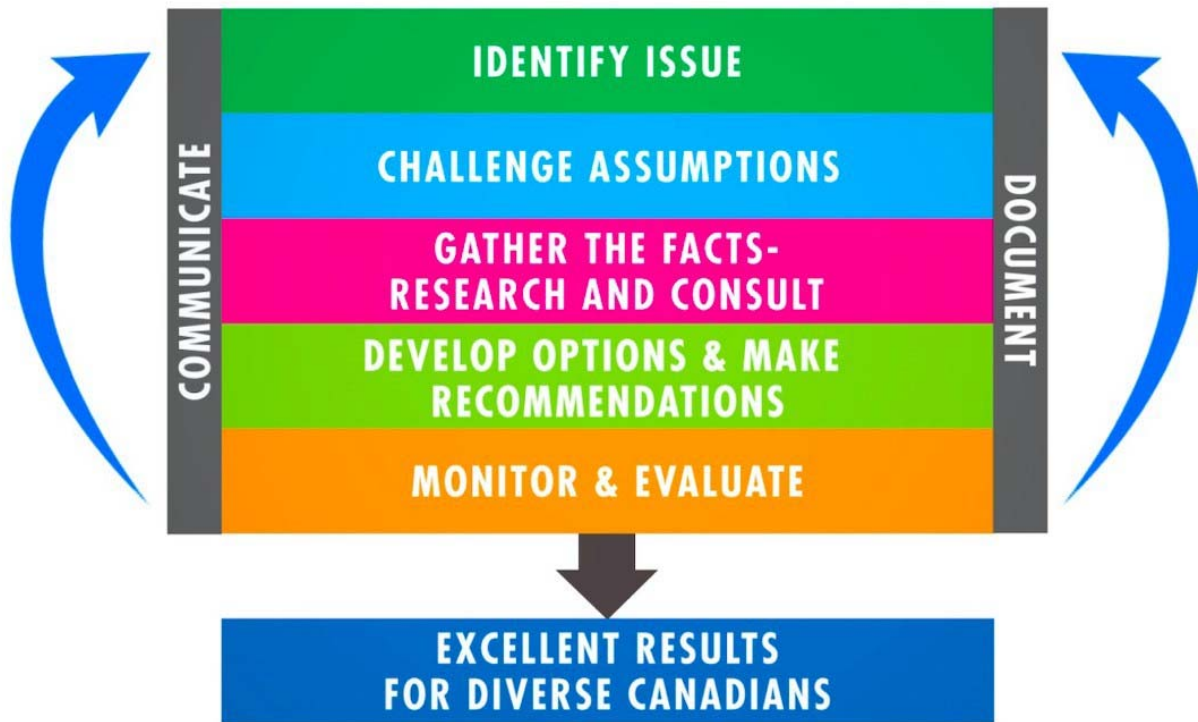 IDENTIFY ISSUE
CHALLENGE ASSUMPTIONS
GATHER THE FACTS-
RESEARCH AND CONSULT
DEVELOP OPTIONS & MAKE
RECOMMENDATIONS
MONITOR & EVALUATE
COMMUNICATE
DOCUMENT
EXCELLENT RESULTS
FOR DIVERSE CANADIANS